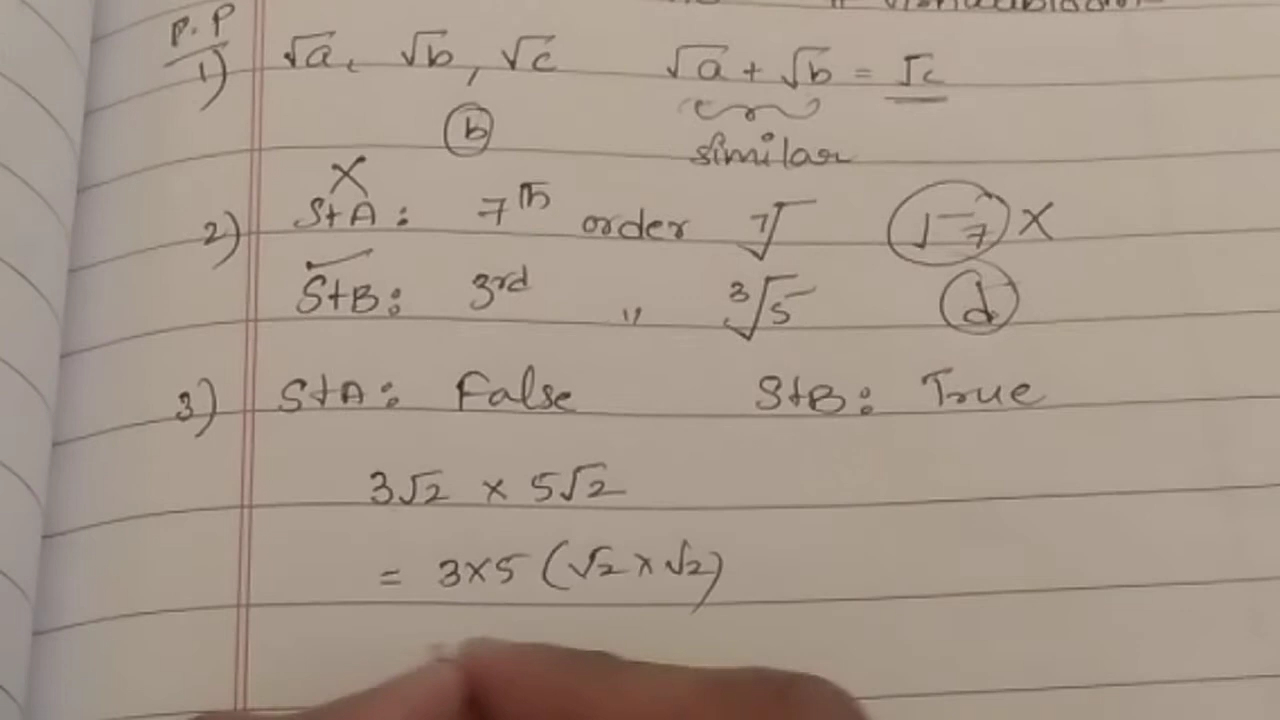 P.P
1) √a, √b, √c √a + √b = √c
b similar
X
2) StA: 7th order ⁷√ √-7 X
StB: 3rd " ³√5 d
3) StA: False StB: True
3√2 × 5√2
= 3×5 (√2 × √2)